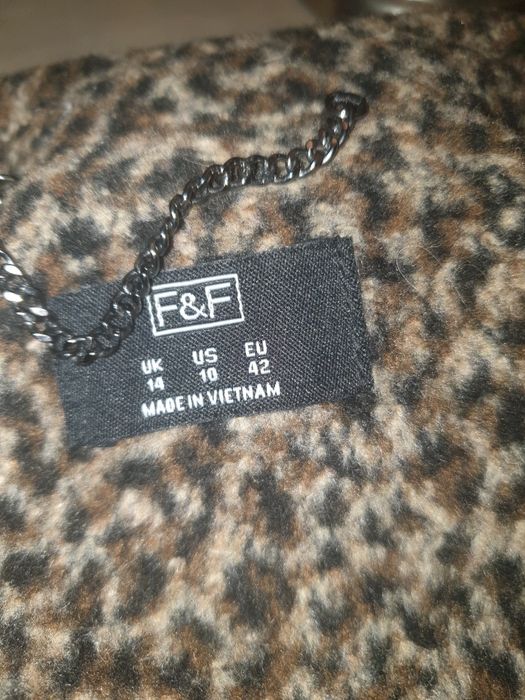 F&F
UK US EU
14 10 42
MADE IN VIETNAM